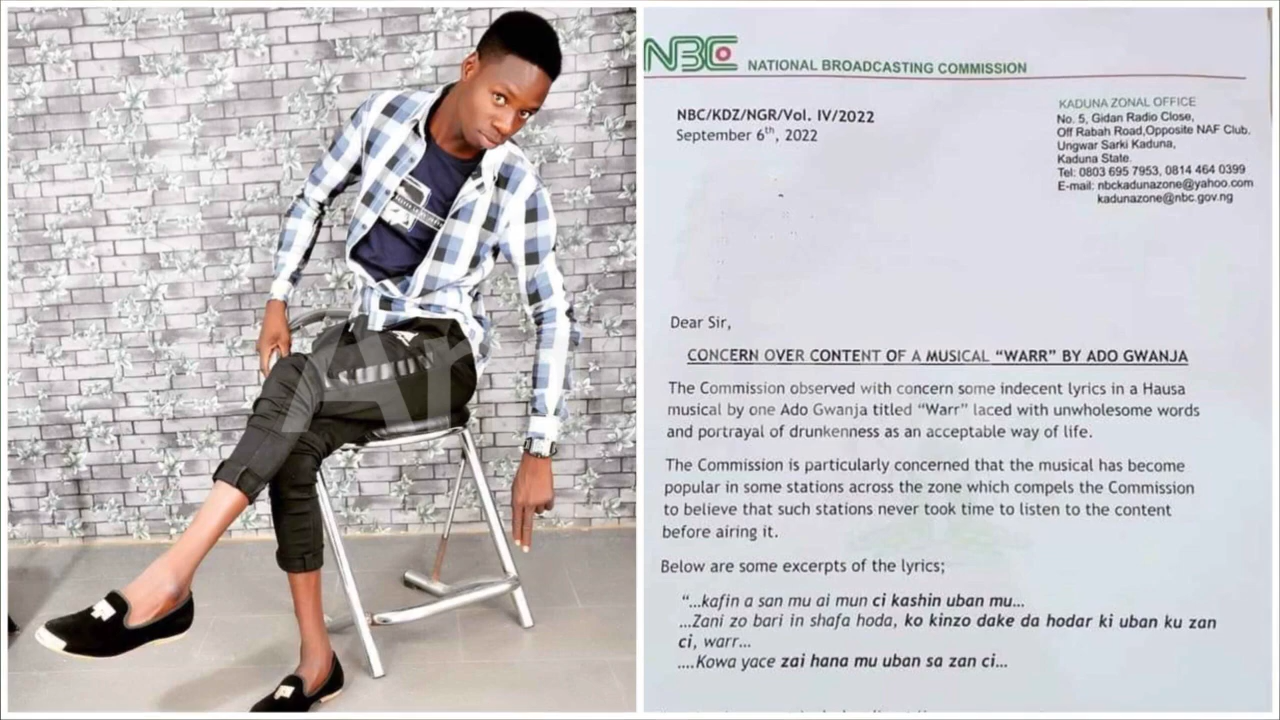 Ar
NBC NATIONAL BROADCASTING COMMISSION
NBC/KDZ/NGR/Vol. IV/2022
September 6th, 2022
KADUNA ZONAL OFFICE
No. 5, Gidan Radio Close,
Off Rabah Road,Opposite NAF Club.
Ungwar Sarki Kaduna,
Kaduna State.
Tel: 0803 695 7953, 0814 464 0399
E-mail: nbckadunazone@yahoo.com
kadunazone@nbc.gov.ng
Dear Sir,
CONCERN OVER CONTENT OF A MUSICAL “WARR” BY ADO GWANJA
The Commission observed with concern some indecent lyrics in a Hausa
musical by one Ado Gwanja titled “Warr” laced with unwholesome words
and portrayal of drunkenness as an acceptable way of life.
The Commission is particularly concerned that the musical has become
popular in some stations across the zone which compels the Commission
to believe that such stations never took time to listen to the content
before airing it.
Below are some excerpts of the lyrics;
“...kafin a san mu ai mun ci kashin uban mu...
...Zani zo bari in shafa hoda, ko kinzo dake da hodar ki uban ku zan
ci, warr...
....Kowa yace zai hana mu uban sa zan ci...